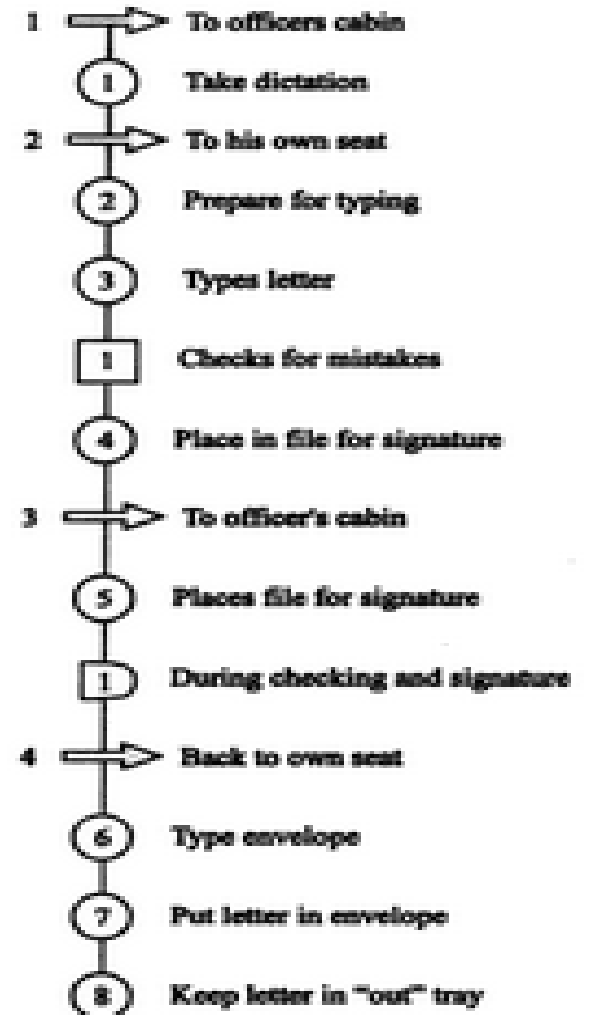 1 To officers cabin
1 Take dictation
2 To his own seat
2 Prepare for typing
3 Types letter
1 Checks for mistakes
4 Place in file for signature
3 To officer's cabin
5 Places file for signature
1 During checking and signature
4 Back to own seat
6 Type envelope
7 Put letter in envelope
8 Keep letter in "out" tray